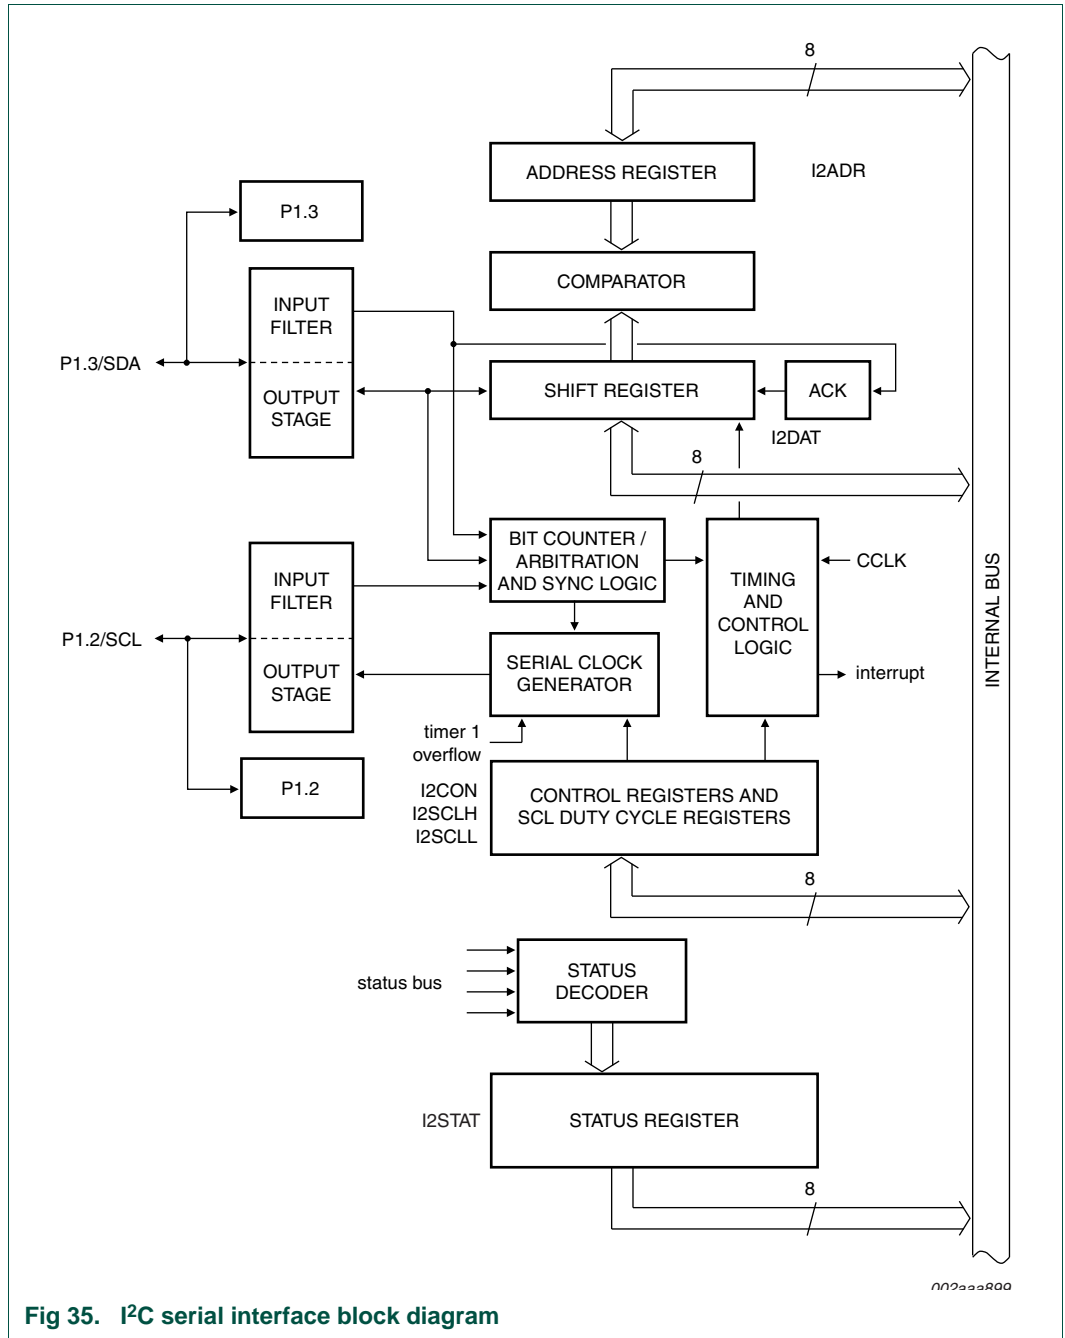 8
ADDRESS REGISTER
I2ADR
P1.3
COMPARATOR
INPUT
FILTER
P1.3/SDA
OUTPUT
STAGE
SHIFT REGISTER
ACK
I2DAT
8
BIT COUNTER /
ARBITRATION
AND SYNC LOGIC
INPUT
FILTER
TIMING
AND
CONTROL
LOGIC
CCLK
INTERNAL BUS
P1.2/SCL
OUTPUT
STAGE
SERIAL CLOCK
GENERATOR
interrupt
timer 1
overflow
P1.2
I2CON
I2SCLH
I2SCLL
CONTROL REGISTERS AND
SCL DUTY CYCLE REGISTERS
8
status bus
STATUS
DECODER
I2STAT
STATUS REGISTER
8
002aaa899
Fig 35. I²C serial interface block diagram